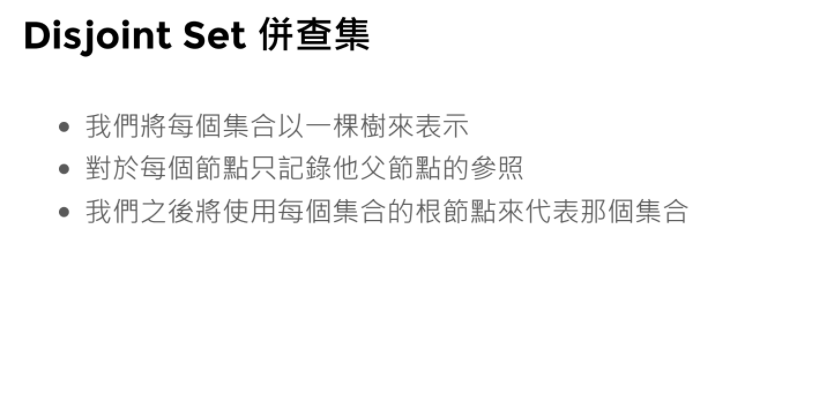 Disjoint Set 併查集
• 我們將每個集合以一棵樹來表示
• 對於每個節點只記錄他父節點的參照
• 我們之後將使用每個集合的根節點來代表那個集合